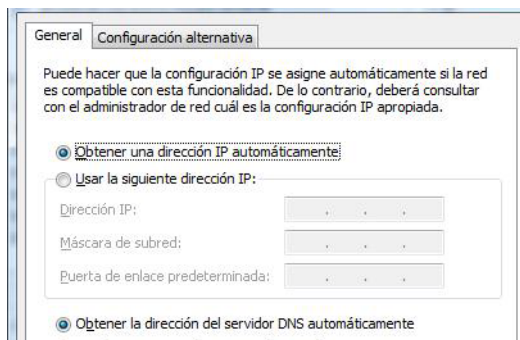 General
Configuración alternativa
Puede hacer que la configuración IP se asigne automáticamente si la red
es compatible con esta funcionalidad. De lo contrario, deberá consultar
con el administrador de red cuál es la configuración IP apropiada.
Obtener una dirección IP automáticamente
Usar la siguiente dirección IP:
Dirección IP:
Máscara de subred:
Puerta de enlace predeterminada:
Obtener la dirección del servidor DNS automáticamente